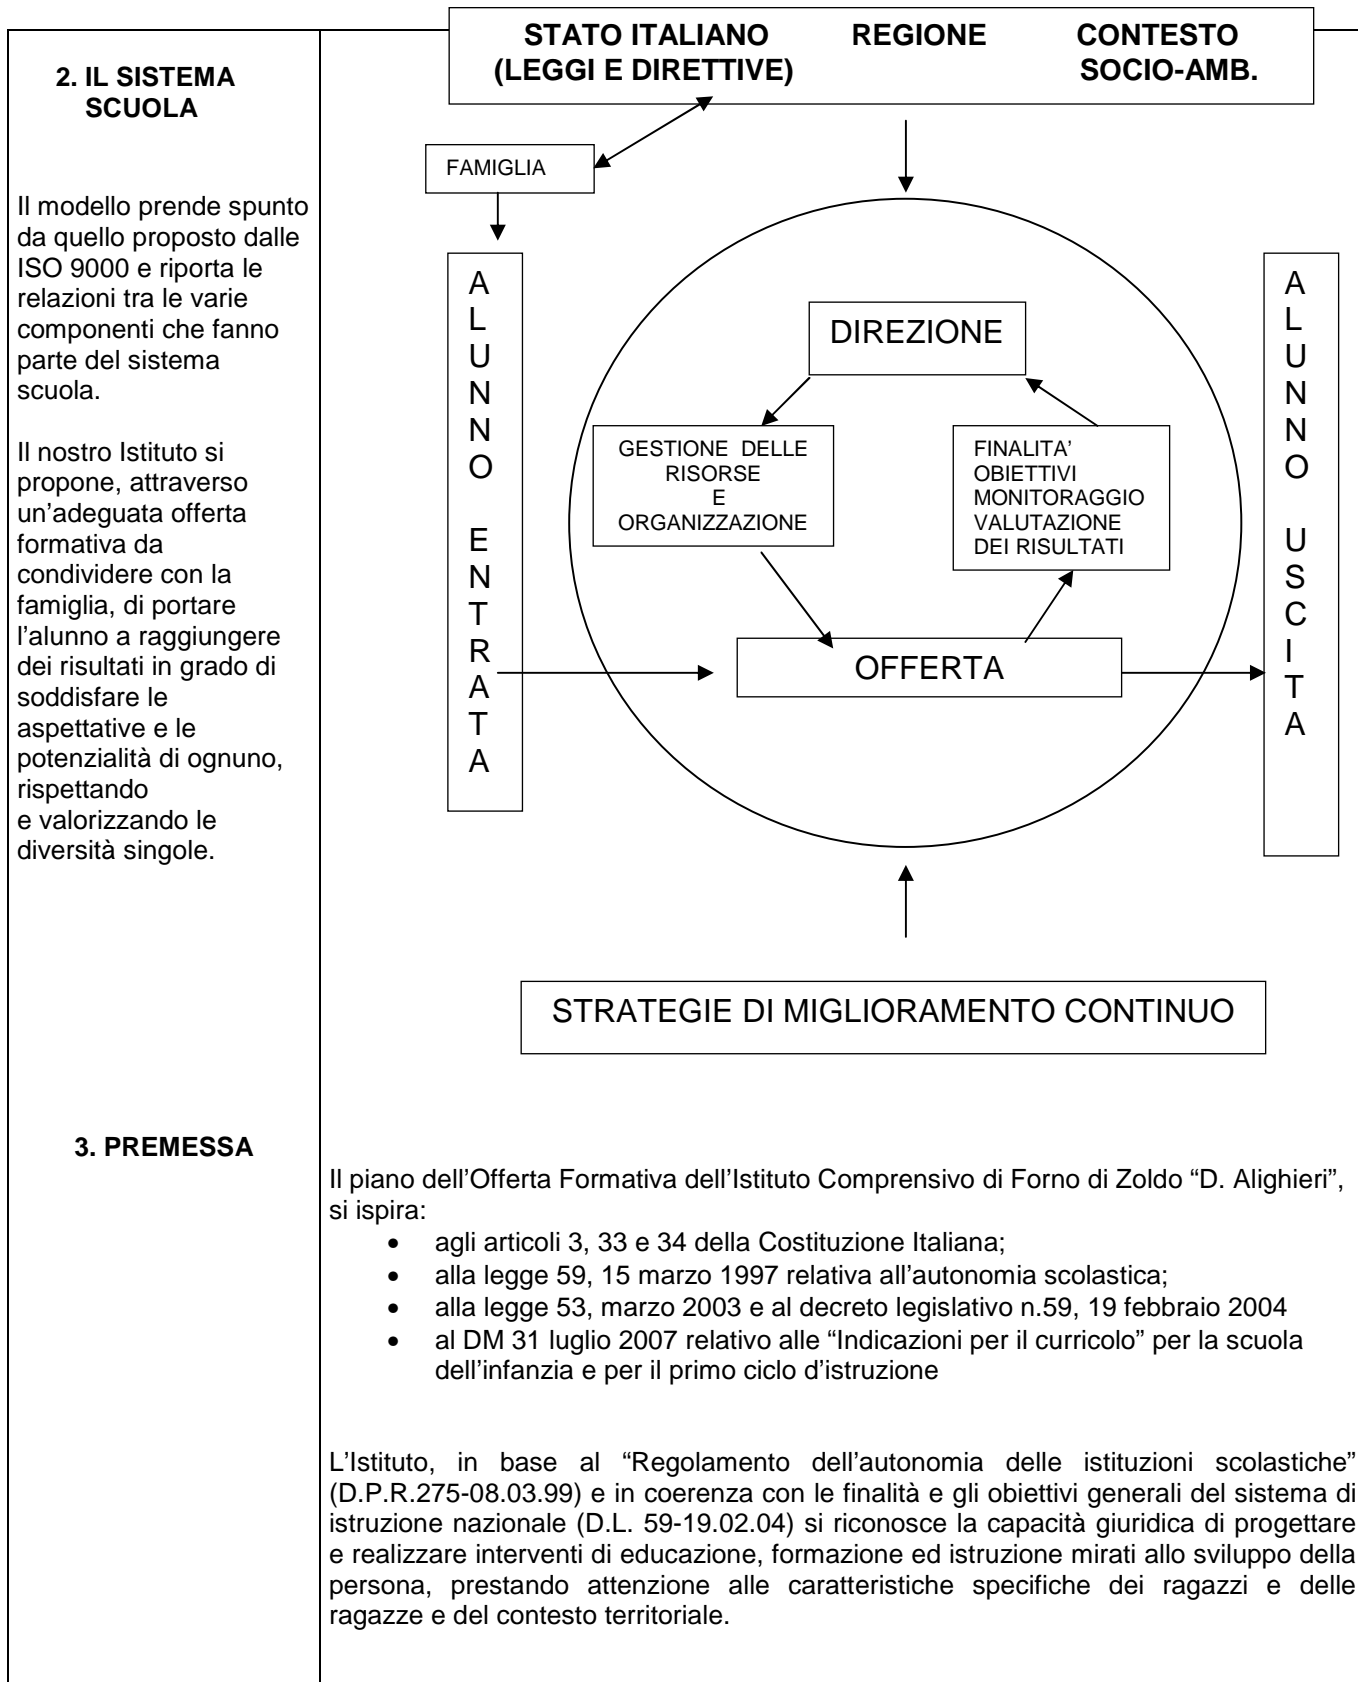 2. IL SISTEMA
SCUOLA
Il modello prende spunto
da quello proposto dalle
ISO 9000 e riporta le
relazioni tra le varie
componenti che fanno
parte del sistema
scuola.
Il nostro Istituto si
propone, attraverso
un’adeguata offerta
formativa da
condividere con la
famiglia, di portare
l’alunno a raggiungere
dei risultati in grado di
soddisfare le
aspettative e le
potenzialità di ognuno,
rispettando
e valorizzando le
diversità singole.
STATO ITALIANO REGIONE CONTESTO
(LEGGI E DIRETTIVE) SOCIO-AMB.
FAMIGLIA
ALUNNO ENTRATA
DIREZIONE
GESTIONE DELLE
RISORSE
E
ORGANIZZAZIONE
FINALITA’
OBIETTIVI
MONITORAGGIO
VALUTAZIONE
DEI RISULTATI
OFFERTA
ALUNNO USCITA
STRATEGIE DI MIGLIORAMENTO CONTINUO
3. PREMESSA
Il piano dell’Offerta Formativa dell’Istituto Comprensivo di Forno di Zoldo “D. Alighieri”,
si ispira:
• agli articoli 3, 33 e 34 della Costituzione Italiana;
• alla legge 59, 15 marzo 1997 relativa all’autonomia scolastica;
• alla legge 53, marzo 2003 e al decreto legislativo n.59, 19 febbraio 2004
• al DM 31 luglio 2007 relativo alle “Indicazioni per il curricolo” per la scuola
dell’infanzia e per il primo ciclo d’istruzione
L’Istituto, in base al “Regolamento dell’autonomia delle istituzioni scolastiche”
(D.P.R.275-08.03.99) e in coerenza con le finalità e gli obiettivi generali del sistema di
istruzione nazionale (D.L. 59-19.02.04) si riconosce la capacità giuridica di progettare
e realizzare interventi di educazione, formazione ed istruzione mirati allo sviluppo della
persona, prestando attenzione alle caratteristiche specifiche dei ragazzi e delle
ragazze e del contesto territoriale.